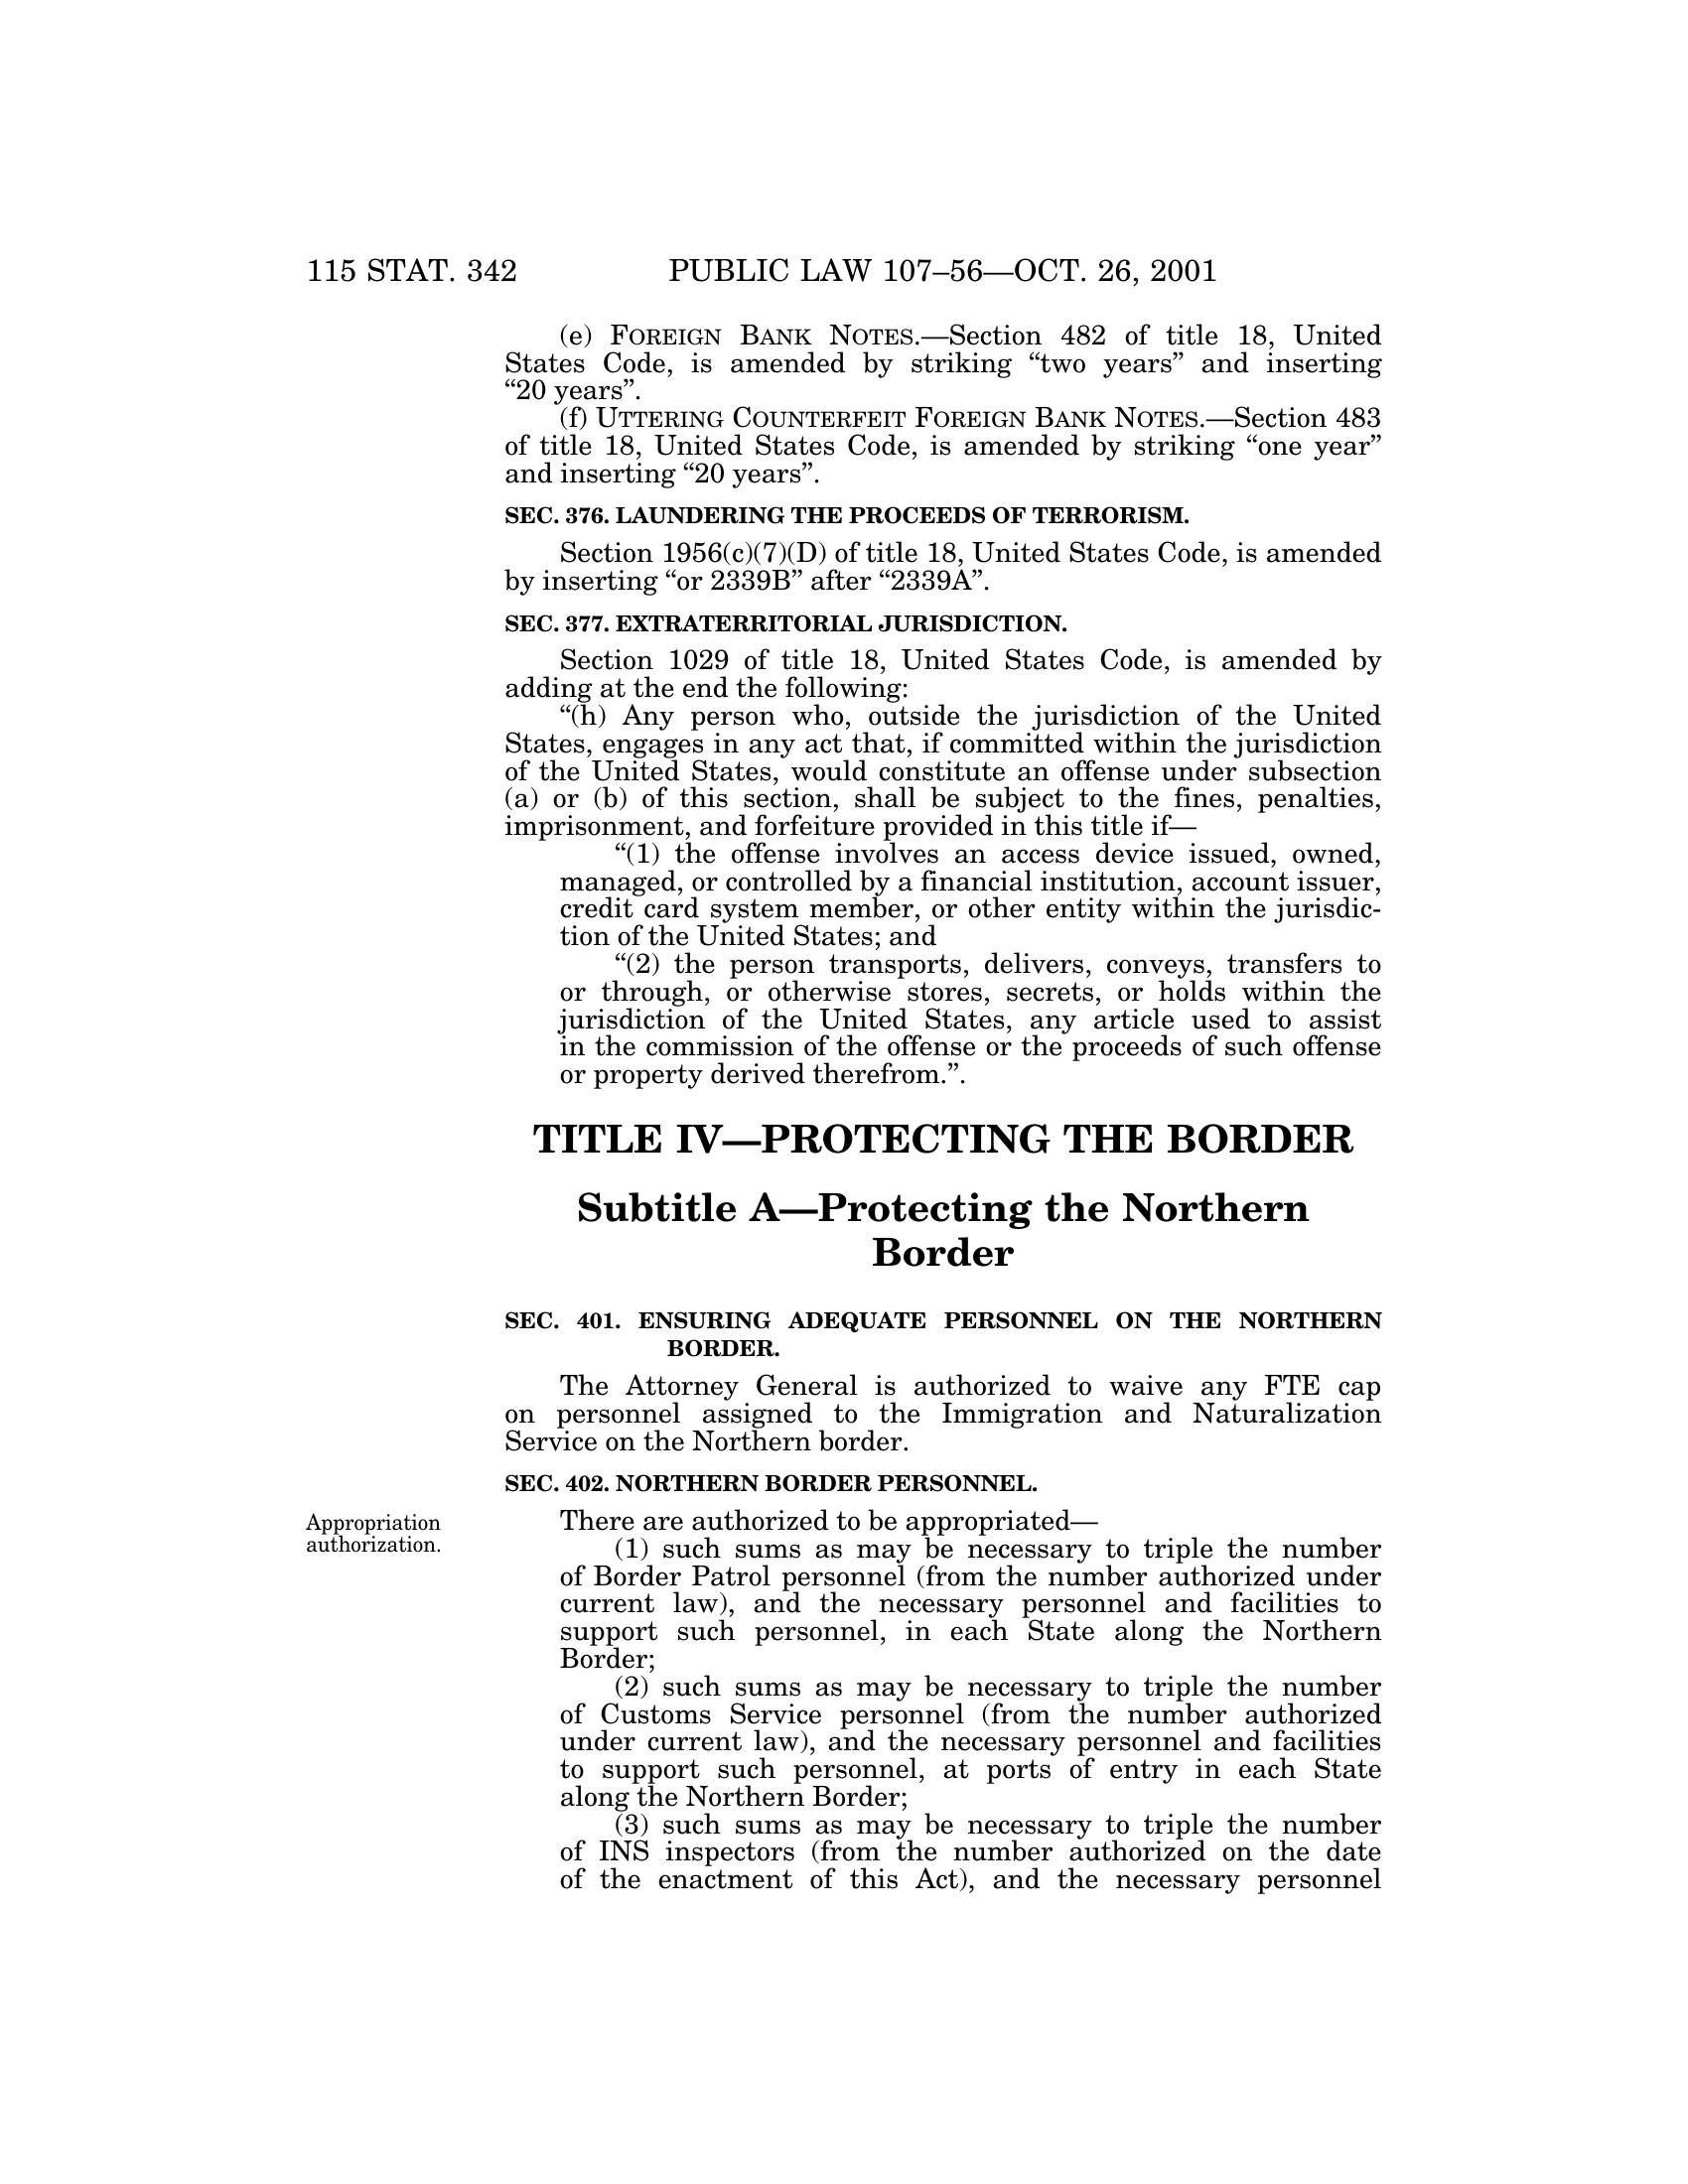 115 STAT. 342 PUBLIC LAW 107–56—OCT. 26, 2001
(e) FOREIGN BANK NOTES.—Section 482 of title 18, United
States Code, is amended by striking “two years” and inserting
“20 years”.
(f) UTTERING COUNTERFEIT FOREIGN BANK NOTES.—Section 483
of title 18, United States Code, is amended by striking “one year”
and inserting “20 years”.
SEC. 376. LAUNDERING THE PROCEEDS OF TERRORISM.
Section 1956(c)(7)(D) of title 18, United States Code, is amended
by inserting “or 2339B” after “2339A”.
SEC. 377. EXTRATERRITORIAL JURISDICTION.
Section 1029 of title 18, United States Code, is amended by
adding at the end the following:
“(h) Any person who, outside the jurisdiction of the United
States, engages in any act that, if committed within the jurisdiction
of the United States, would constitute an offense under subsection
(a) or (b) of this section, shall be subject to the fines, penalties,
imprisonment, and forfeiture provided in this title if—
“(1) the offense involves an access device issued, owned,
managed, or controlled by a financial institution, account issuer,
credit card system member, or other entity within the jurisdic-
tion of the United States; and
“(2) the person transports, delivers, conveys, transfers to
or through, or otherwise stores, secrets, or holds within the
jurisdiction of the United States, any article used to assist
in the commission of the offense or the proceeds of such offense
or property derived therefrom.”.
TITLE IV—PROTECTING THE BORDER
Subtitle A—Protecting the Northern
Border
SEC. 401. ENSURING ADEQUATE PERSONNEL ON THE NORTHERN
BORDER.
The Attorney General is authorized to waive any FTE cap
on personnel assigned to the Immigration and Naturalization
Service on the Northern border.
SEC. 402. NORTHERN BORDER PERSONNEL.
Appropriation
authorization.
There are authorized to be appropriated—
(1) such sums as may be necessary to triple the number
of Border Patrol personnel (from the number authorized under
current law), and the necessary personnel and facilities to
support such personnel, in each State along the Northern
Border;
(2) such sums as may be necessary to triple the number
of Customs Service personnel (from the number authorized
under current law), and the necessary personnel and facilities
to support such personnel, at ports of entry in each State
along the Northern Border;
(3) such sums as may be necessary to triple the number
of INS inspectors (from the number authorized on the date
of the enactment of this Act), and the necessary personnel